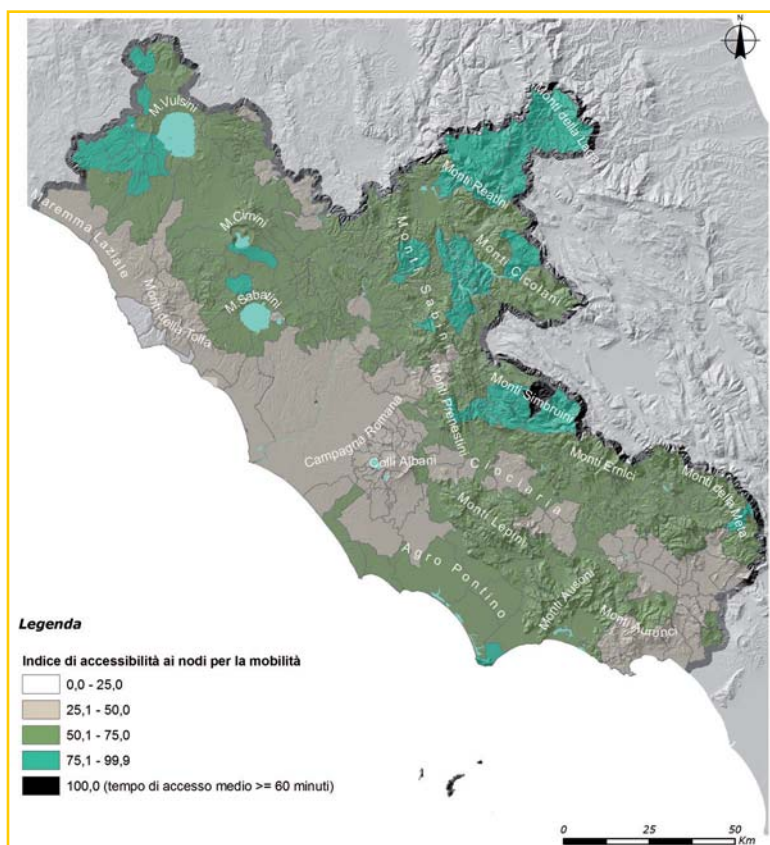 N
M.Vulsini
Monti della Laga
Monti Reatini
Maremma Laziale
M.Cimini
Monti Sabini
Monti Cicolani
Monti della Tolfa
M.Sabatini
Monti Simbruini
Monti Prenestini
Campagna Romana
Colli Albani
Ciociaria
Monti Ernici
Monti della Meta
Monti Lepini
Agro Pontino
Monti Ausoni
Monti Aurunci
Legenda
Indice di accessibilità ai nodi per la mobilità
0,0 - 25,0
25,1 - 50,0
50,1 - 75,0
75,1 - 99,9
100,0 (tempo di accesso medio >= 60 minuti)
0 25 50
Km